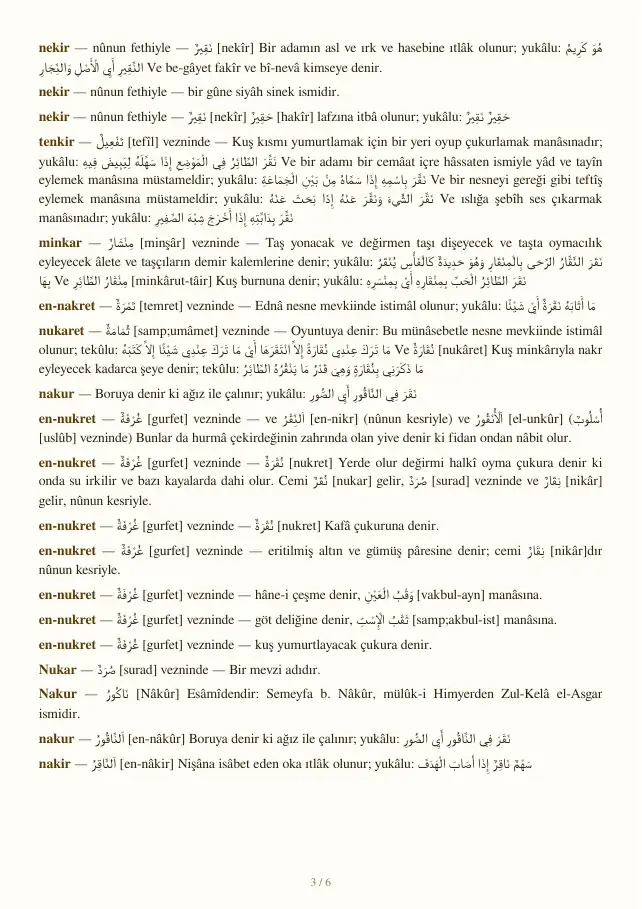 nekir — nûnun fethiyle — نَقِيرٌ [nekîr] Bir adamın asl ve ırk ve hasebine ıtlâk olunur; yukâlu: هُوَ كَرِيمُ
النَّقِيرِ أَيِ الْأَصْلِ وَالنِّجَارِ Ve be-gâyet fakîr ve bî-nevâ kimseye denir.
nekir — nûnun fethiyle — bir gûne siyâh sinek ismidir.
nekir — nûnun fethiyle — نَقِيرٌ [nekîr] حَقِيرٌ [hakîr] lafzına itbâ olunur; yukâlu: حَقِيرٌ نَقِيرٌ
tenkir — تَفْعِيلٌ [tefîl] vezninde — Kuş kısmı yumurtlamak için bir yeri oyup çukurlamak manâsınadır;
yukâlu: نَقَّرَ الطَّائِرُ فِي الْمَوْضِعِ إِذَا سَهَّلَهُ لِيَبِيضَ فِيهِ Ve bir adamı bir cemâat içre hâssaten ismiyle yâd ve tayîn
eylemek manâsına müstameldir; yukâlu: نَقَّرَ بِاسْمِهِ إِذَا سَمَّاهُ مِنْ بَيْنِ الْجَمَاعَةِ Ve bir nesneyi gereği gibi teftîş
eylemek manâsına müstameldir; yukâlu: نَقَّرَ الشَّيْءَ وَنَقَّرَ عَنْهُ إِذَا بَحَثَ عَنْهُ Ve ıslığa şebîh ses çıkarmak
manâsınadır; yukâlu: نَقَّرَ بِدَابَّتِهِ إِذَا أَخْرَجَ شِبْهَ الصَّفِيرِ
minkar — مِنْشَارٌ [minşâr] vezninde — Taş yonacak ve değirmen taşı dişeyecek ve taşta oymacılık
eyleyecek âlete ve taşçıların demir kalemlerine denir; yukâlu: نَقَرَ النَّقَّارُ الرَّحَى بِالْمِنْقَارِ وَهُوَ حَدِيدَةٌ كَالْفَأْسِ يُنْقَرُ
بِهَا Ve مِنْقَارُ الطَّائِرِ [minkârut-tâir] Kuş burnuna denir; yukâlu: نَقَرَ الطَّائِرُ الْحَبَّ بِمِنْقَارِهِ أَيْ بِمِنْسَرِهِ
en-nakret — تَمْرَةٌ [temret] vezninde — Ednâ nesne mevkiinde istimâl olunur; yukâlu: مَا أَثَابَهُ نَقْرَةً أَيْ شَيْئًا
nukaret — ثُمَامَةٌ [samp;umâmet] vezninde — Oyuntuya denir: Bu münâsebetle nesne mevkiinde istimâl
olunur; tekûlu: مَا تَرَكَ عِنْدِي نُقَارَةً إِلاَّ انْتَقَرَهَا أَيْ مَا تَرَكَ عِنْدِي شَيْئًا إِلاَّ كَتَبَهُ Ve نُقَارَةٌ [nukâret] Kuş minkârıyla nakr
eyleyecek kadarca şeye denir; tekûlu: مَا ذَكَرَنِي بِنُقَارَةٍ وَهِيَ قَدْرُ مَا يَنْقُرُهُ الطَّائِرُ
nakur — Boruya denir ki ağız ile çalınır; yukâlu: نَقَرَ فِي النَّاقُورِ أَيِ الصُّورِ
en-nukret — غُرْفَةٌ [gurfet] vezninde — ve اَلنِّقْرُ [en-nikr] (nûnun kesriyle) ve اَلْأُنْقُورُ [el-unkûr] (أُسْلُوبٌ
[uslûb] vezninde) Bunlar da hurmâ çekirdeğinin zahrında olan yive denir ki fidan ondan nâbit olur.
en-nukret — غُرْفَةٌ [gurfet] vezninde — نُقْرَةٌ [nukret] Yerde olur değirmi halkî oyma çukura denir ki
onda su irkilir ve bazı kayalarda dahi olur. Cemi نُقَرٌ [nukar] gelir, صُرَدٌ [surad] vezninde ve نِقَارٌ [nikâr]
gelir, nûnun kesriyle.
en-nukret — غُرْفَةٌ [gurfet] vezninde — نُقْرَةٌ [nukret] Kafâ çukuruna denir.
en-nukret — غُرْفَةٌ [gurfet] vezninde — eritilmiş altın ve gümüş pâresine denir; cemi نِقَارٌ [nikâr]dır
nûnun kesriyle.
en-nukret — غُرْفَةٌ [gurfet] vezninde — hâne-i çeşme denir, وَقْبُ الْعَيْنِ [vakbul-ayn] manâsına.
en-nukret — غُرْفَةٌ [gurfet] vezninde — göt deliğine denir, ثَقْبُ الْإِسْتِ [samp;akbul-ist] manâsına.
en-nukret — غُرْفَةٌ [gurfet] vezninde — kuş yumurtlayacak çukura denir.
Nukar — صُرَدٌ [surad] vezninde — Bir mevzi adıdır.
Nakur — نَاكُورُ [Nâkûr] Esâmîdendir: Semeyfa b. Nâkûr, mülûk-i Himyerden Zul-Kelâ el-Asgar
ismidir.
nakur — اَلنَّاقُورُ [en-nâkûr] Boruya denir ki ağız ile çalınır; yukâlu: نَقَرَ فِي النَّاقُورِ أَيِ الصُّورِ
nakir — اَلنَّاقِرُ [en-nâkir] Nişâna isâbet eden oka ıtlâk olunur; yukâlu: سَهْمٌ نَاقِرٌ إِذَا أَصَابَ الْهَدَفَ
3 / 6